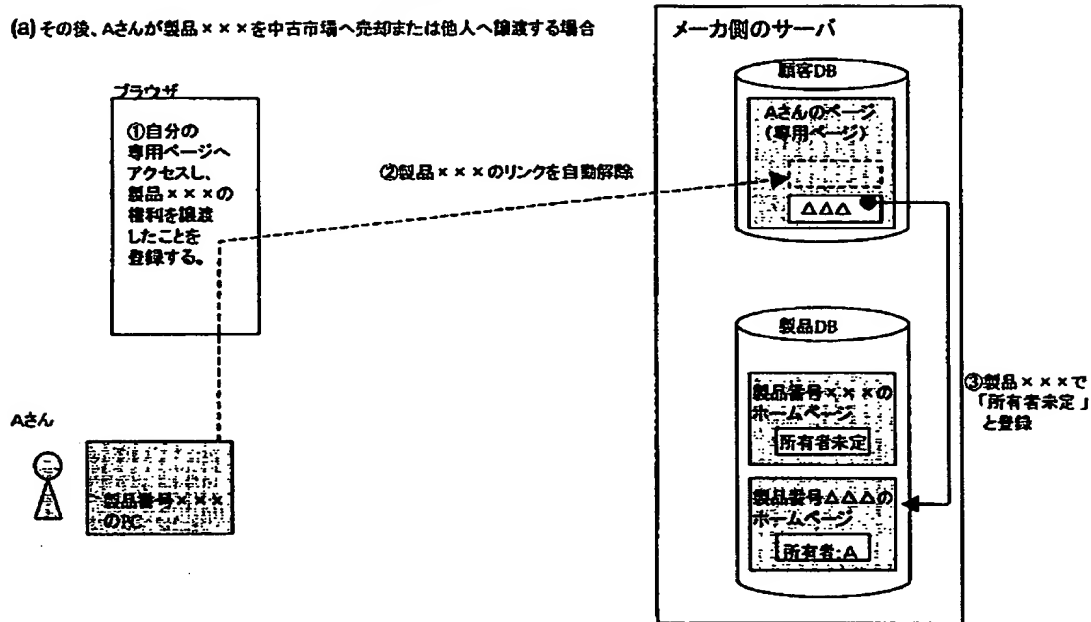 (a) その後、Aさんが製品×××を中古市場へ売却または他人へ譲渡する場合
メーカ側のサーバ
顧客DB
Aさんのページ
(専用ページ)
△△△
ブラウザ
①自分の
専用ページへ
アクセスし、
製品×××の
権利を譲渡
したことを
登録する。
②製品×××のリンクを自動解除
製品DB
製品番号×××の
ホームページ
所有者未定
③製品×××で
「所有者未定」
と登録
製品番号△△△の
ホームページ
所有者:A
Aさん
製品番号×××
のPC